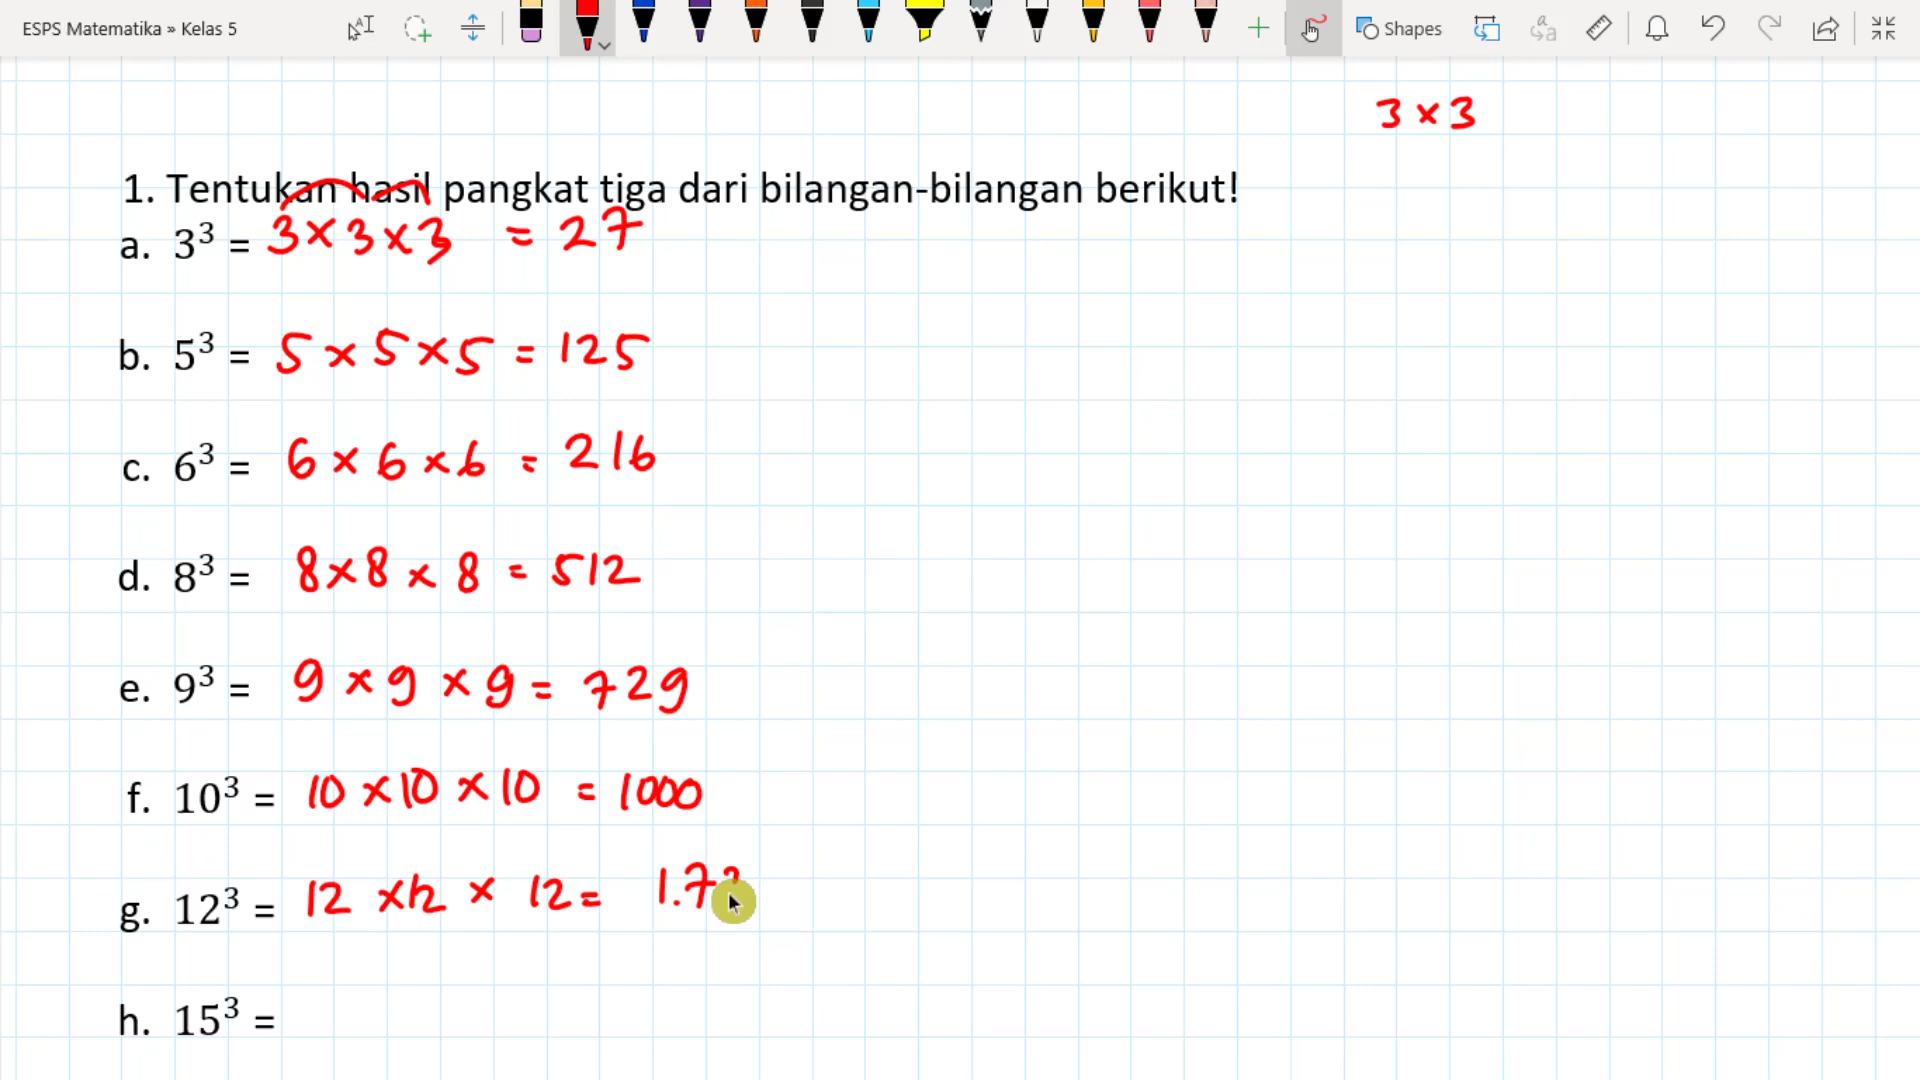 ESPS Matematika » Kelas 5
Shapes
3 × 3
1. Tentukan hasil pangkat tiga dari bilangan-bilangan berikut!
a. 3³ = 3 × 3 × 3 = 27
b. 5³ = 5 × 5 × 5 = 125
c. 6³ = 6 × 6 × 6 = 216
d. 8³ = 8 × 8 × 8 = 512
e. 9³ = 9 × 9 × 9 = 729
f. 10³ = 10 × 10 × 10 = 1000
g. 12³ = 12 × 12 × 12 = 1.7
h. 15³ =